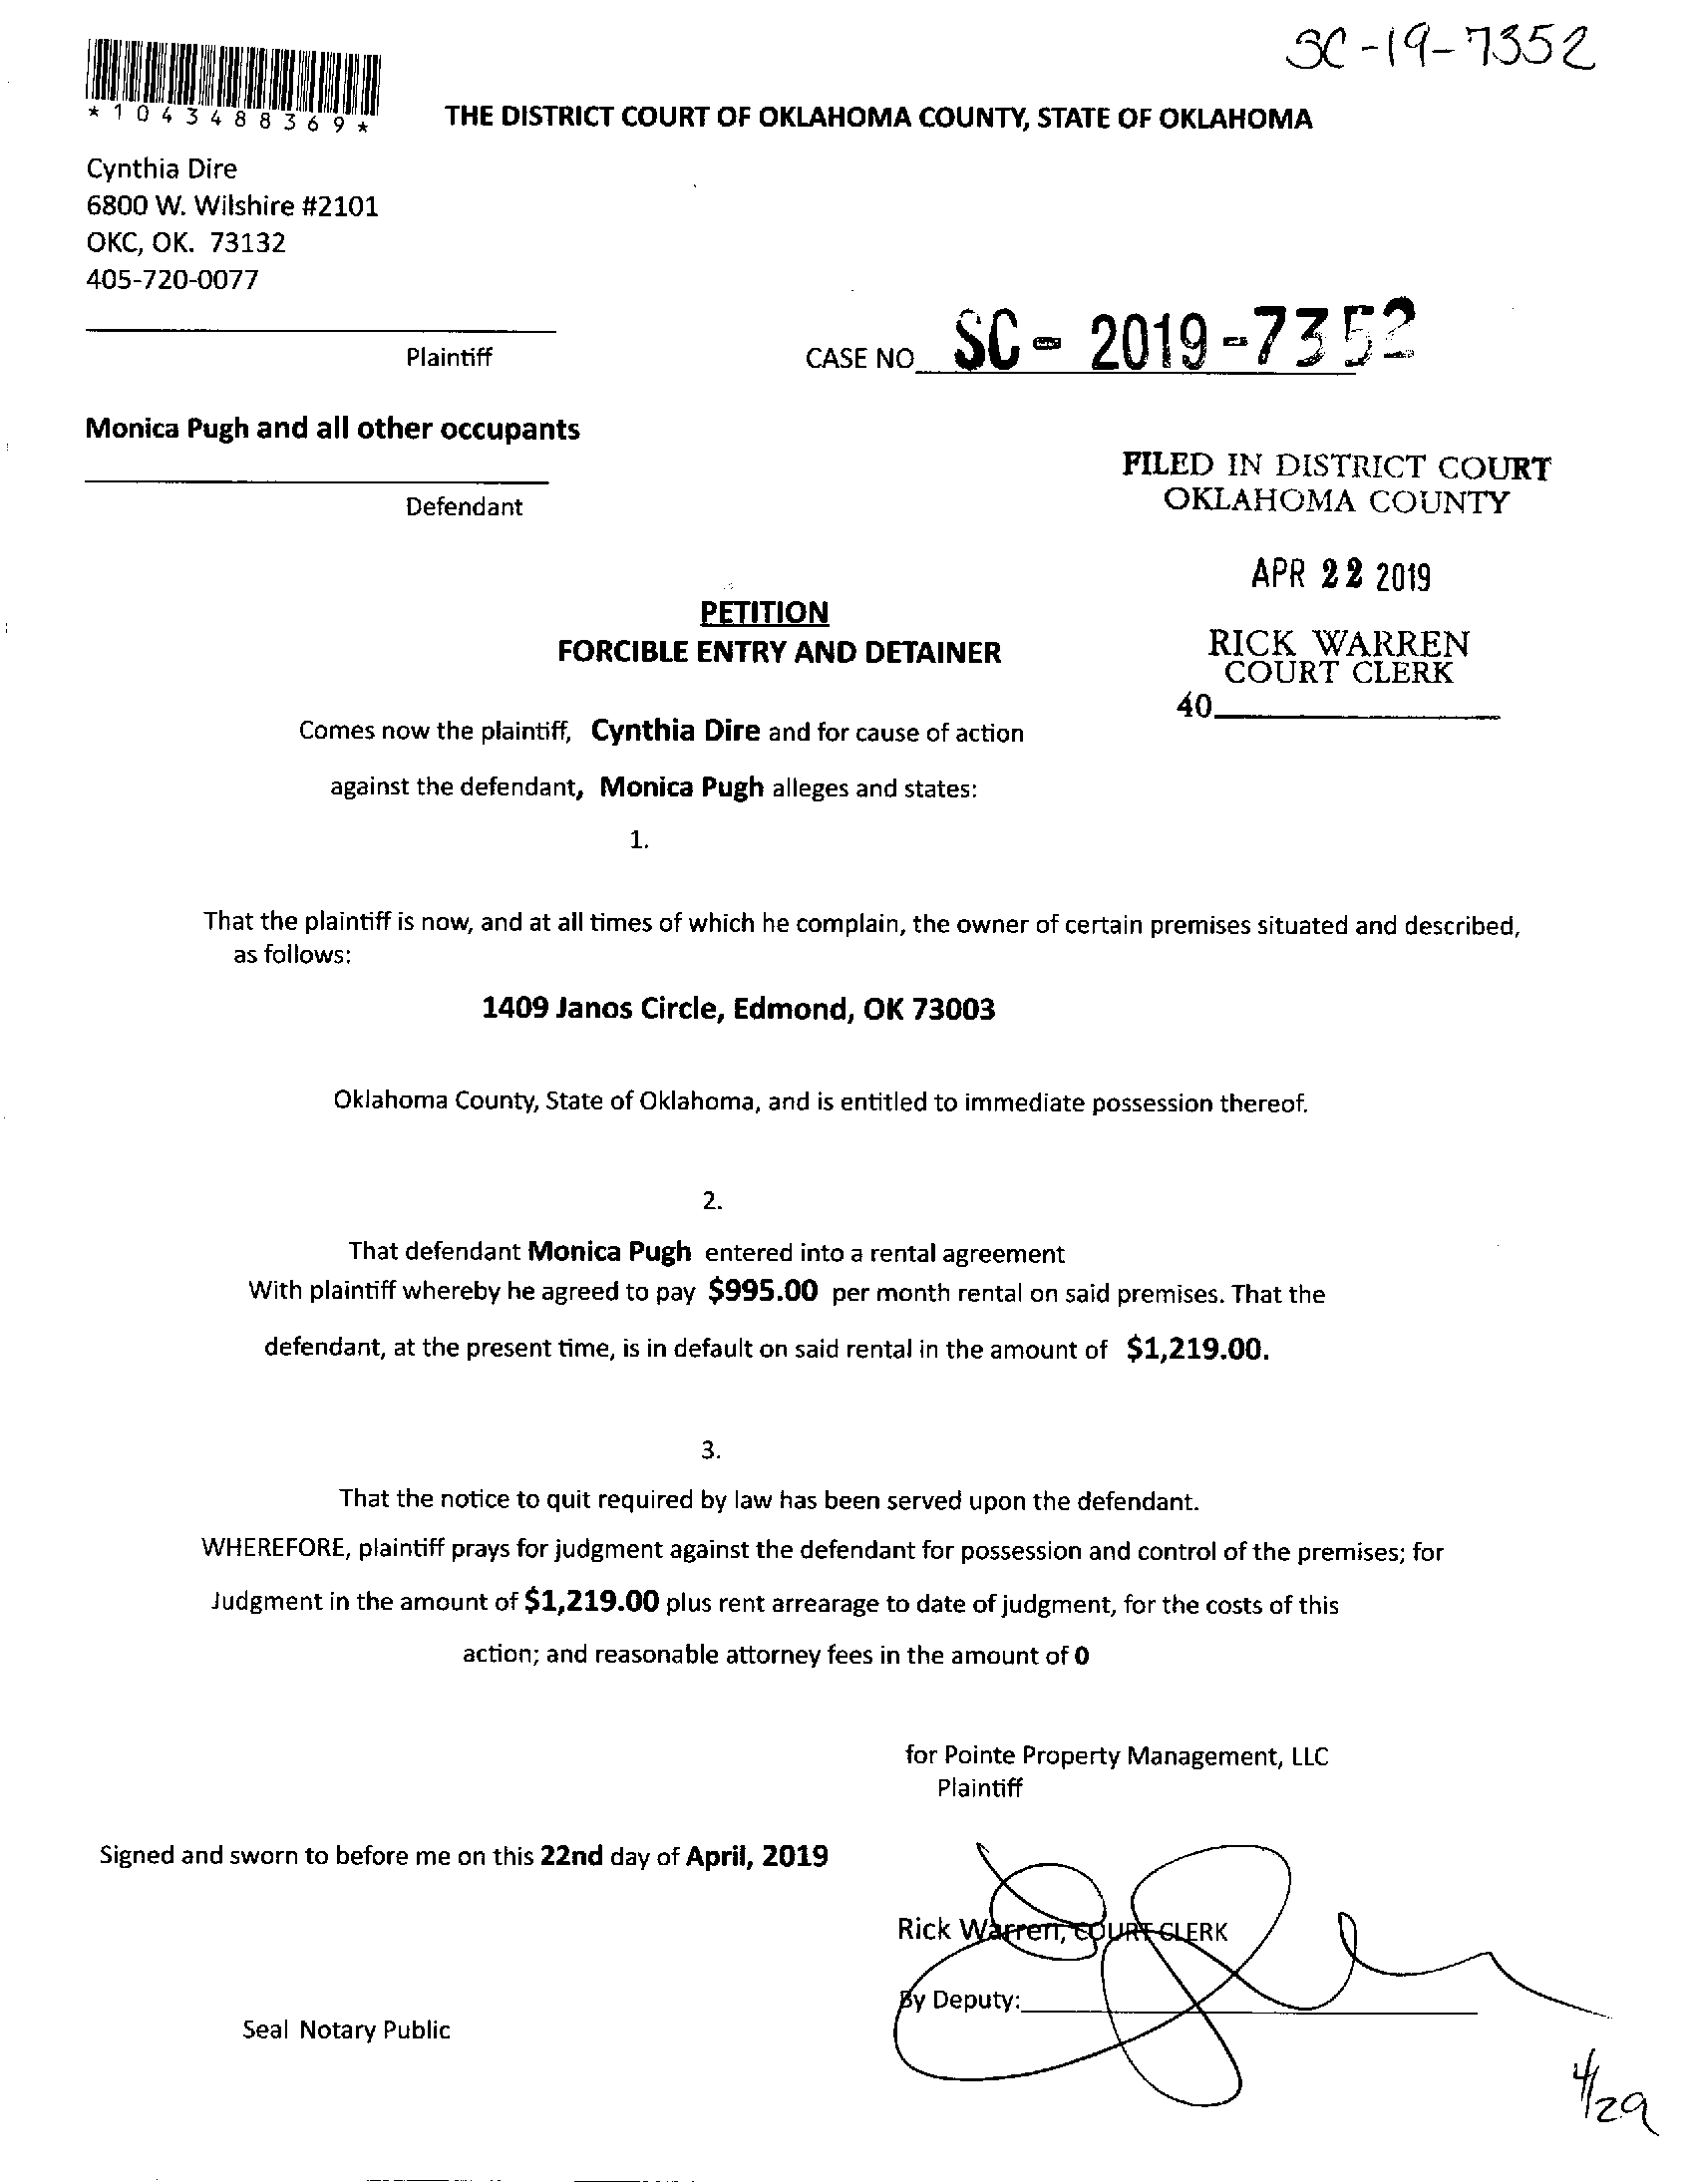 SC-19-7352
*1043488369*
THE DISTRICT COURT OF OKLAHOMA COUNTY, STATE OF OKLAHOMA
Cynthia Dire
6800 W. Wilshire #2101
OKC, OK. 73132
405-720-0077
Plaintiff
CASE NO SC - 2019 - 7352
Monica Pugh and all other occupants
Defendant
FILED IN DISTRICT COURT
OKLAHOMA COUNTY
APR 22 2019
RICK WARREN
COURT CLERK
40
PETITION
FORCIBLE ENTRY AND DETAINER
Comes now the plaintiff, Cynthia Dire and for cause of action
against the defendant, Monica Pugh alleges and states:
1.
That the plaintiff is now, and at all times of which he complain, the owner of certain premises situated and described,
as follows:
1409 Janos Circle, Edmond, OK 73003
Oklahoma County, State of Oklahoma, and is entitled to immediate possession thereof.
2.
That defendant Monica Pugh entered into a rental agreement
With plaintiff whereby he agreed to pay $995.00 per month rental on said premises. That the
defendant, at the present time, is in default on said rental in the amount of $1,219.00.
3.
That the notice to quit required by law has been served upon the defendant.
WHEREFORE, plaintiff prays for judgment against the defendant for possession and control of the premises; for
Judgment in the amount of $1,219.00 plus rent arrearage to date of judgment, for the costs of this
action; and reasonable attorney fees in the amount of 0
for Pointe Property Management, LLC
Plaintiff
Signed and sworn to before me on this 22nd day of April, 2019
Rick Warren, COURT CLERK
By Deputy:
Seal Notary Public
4/29